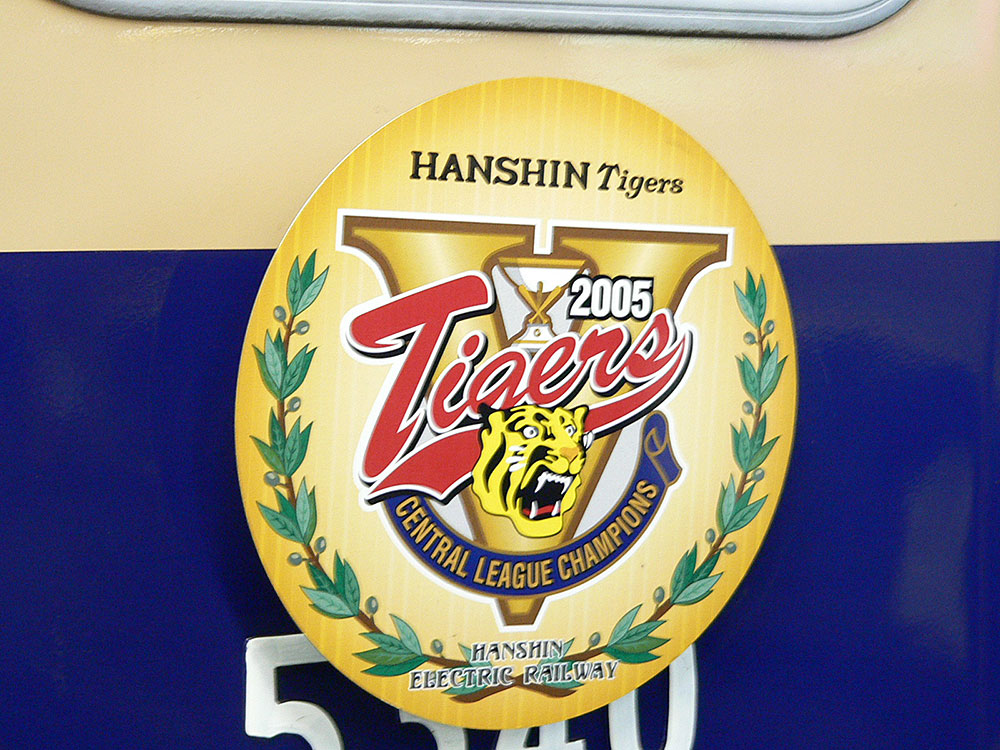 HANSHIN Tigers
2005
Tigers
CENTRAL LEAGUE CHAMPIONS
HANSHIN
ELECTRIC RAILWAY